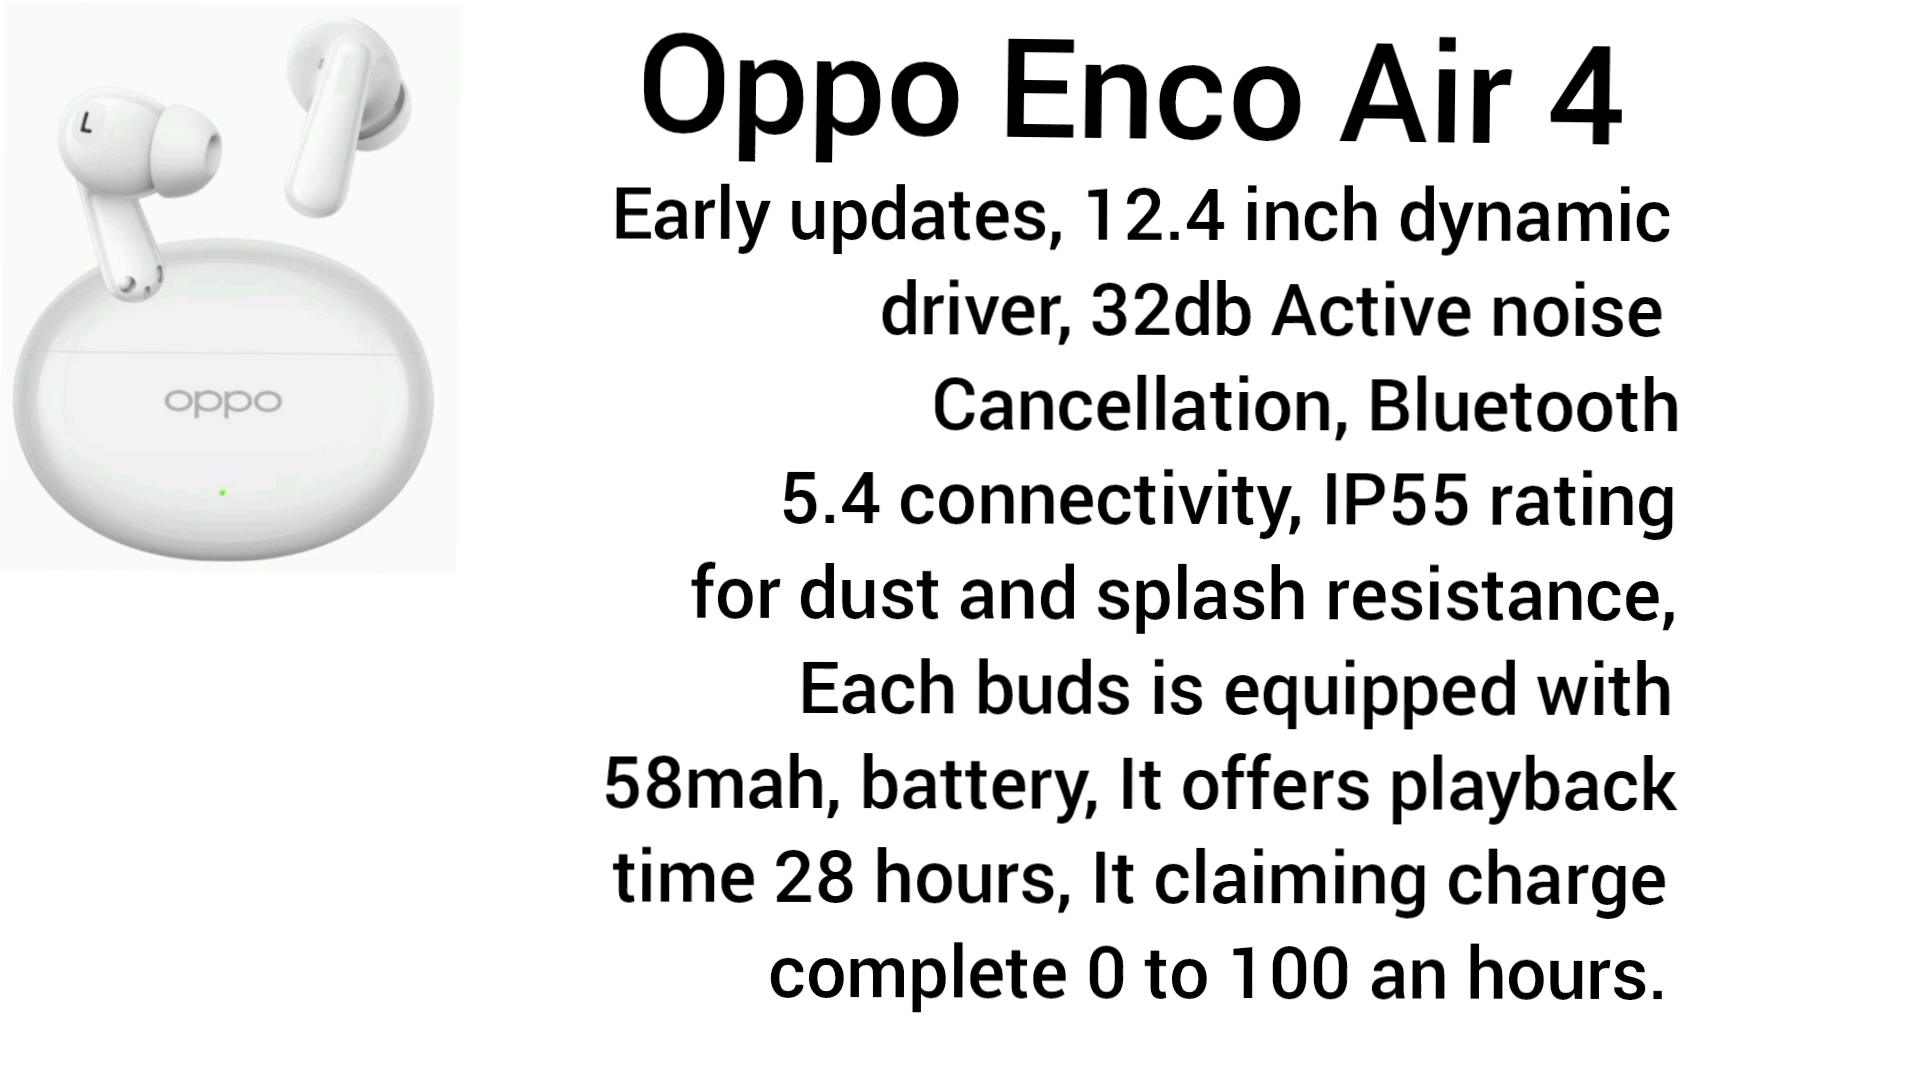 L
oppo
Oppo Enco Air 4
Early updates, 12.4 inch dynamic
driver, 32db Active noise
Cancellation, Bluetooth
5.4 connectivity, IP55 rating
for dust and splash resistance,
Each buds is equipped with
58mah, battery, It offers playback
time 28 hours, It claiming charge
complete 0 to 100 an hours.